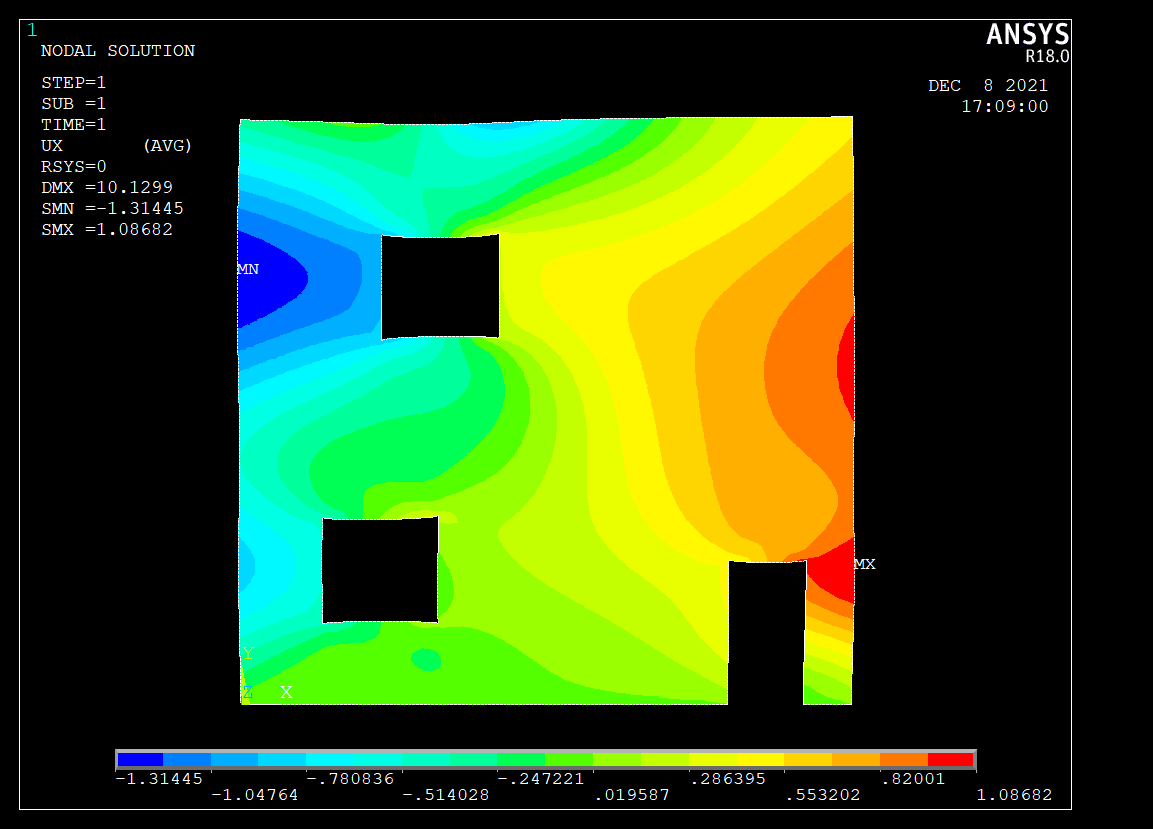 1
ANSYS
R18.0
NODAL SOLUTION
DEC 8 2021
17:09:00
STEP=1
SUB =1
TIME=1
UX (AVG)
RSYS=0
DMX =10.1299
SMN =-1.31445
SMX =1.08682
MN
MX
Y
Z X
-1.31445 -.780836 -.247221 .286395 .82001
-1.04764 -.514028 .019587 .553202 1.08682